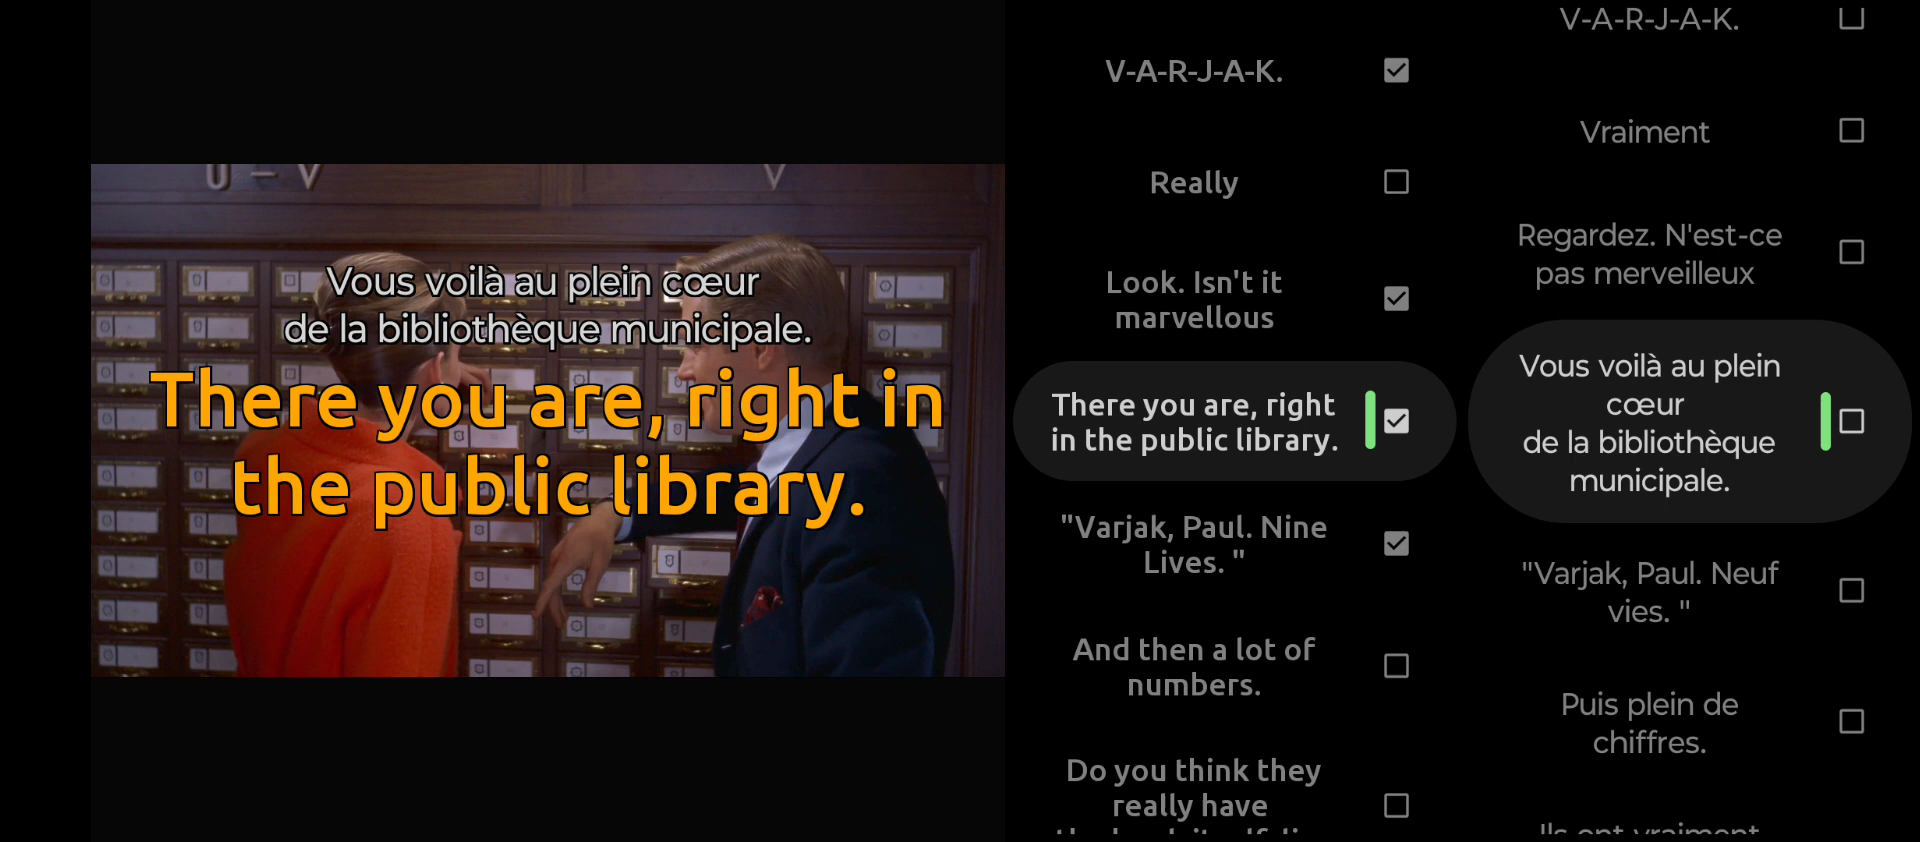 U – V
V
Vous voilà au plein cœur
de la bibliothèque municipale.
There you are, right in
the public library.
V-A-R-J-A-K.
Really
Look. Isn't it
marvellous
There you are, right
in the public library.
"Varjak, Paul. Nine
Lives. "
And then a lot of
numbers.
Do you think they
really have
V-A-R-J-A-K.
Vraiment
Regardez. N'est-ce
pas merveilleux
Vous voilà au plein
cœur
de la bibliothèque
municipale.
"Varjak, Paul. Neuf
vies. "
Puis plein de
chiffres.
Ils ont vraiment